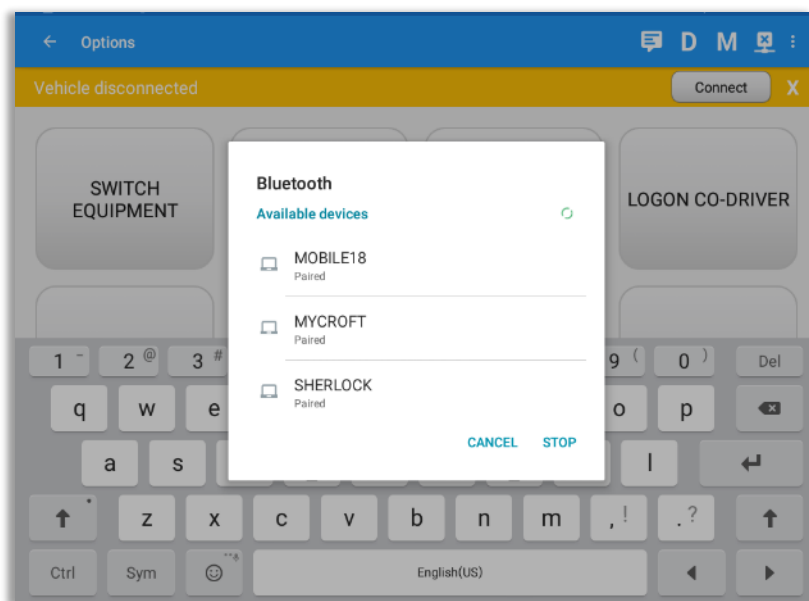 Options
D M
Vehicle disconnected
Connect X
SWITCH
EQUIPMENT
LOGON CO-DRIVER
Bluetooth
Available devices
MOBILE18
Paired
MYCROFT
Paired
SHERLOCK
Paired
CANCEL STOP
1 - 2 @ 3 # 9 ( 0 ) Del
q w e o p
a s l
z x c v b n m , ! . ?
Ctrl Sym English(US)